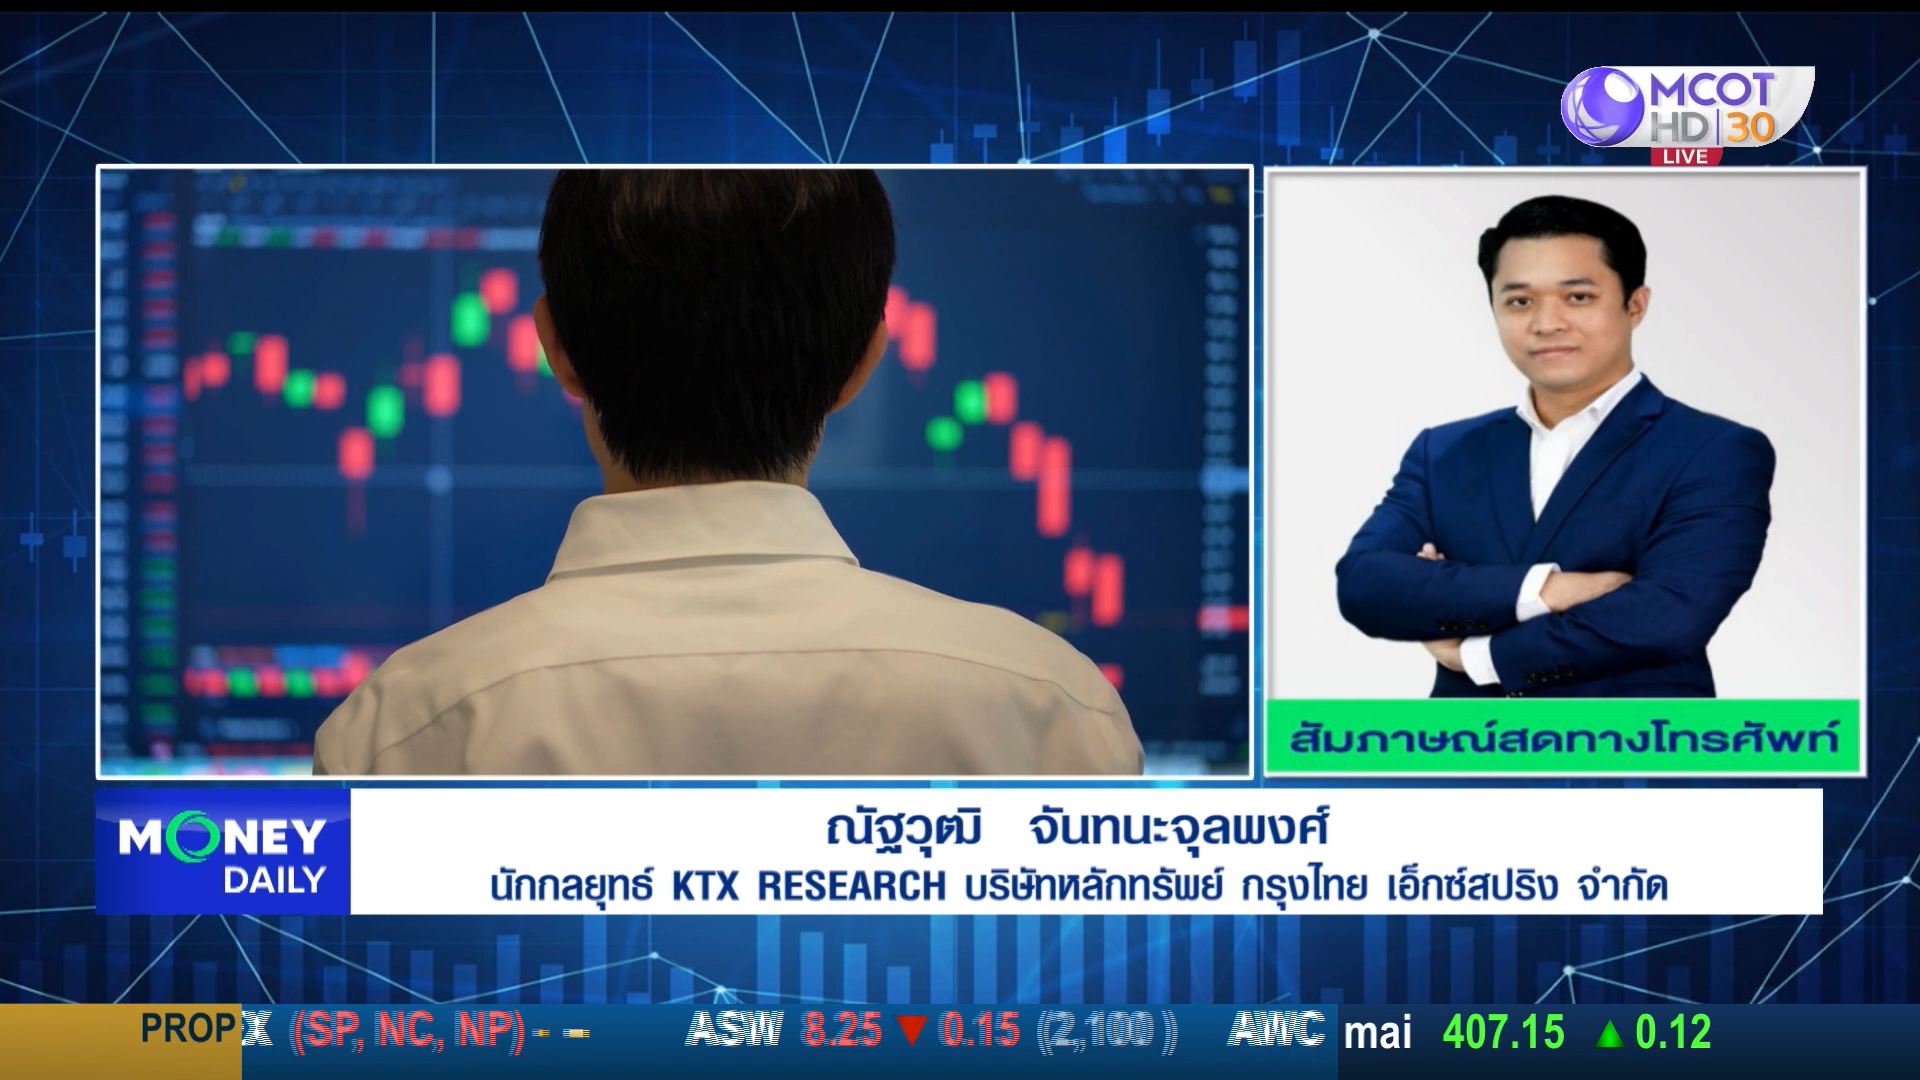 MCOT
HD 30
LIVE
สัมภาษณ์สดทางโทรศัพท์
MONEY
DAILY
ณัฐวุฒิ จันทนะจุลพงศ์
นักกลยุทธ์ KTX RESEARCH บริษัทหลักทรัพย์ กรุงไทย เอ็กซ์สปริง จำกัด
PROP X (SP, NC, NP) - - ASW 8.25 ▼ 0.15 (2,100) AWC mai 407.15 ▲ 0.12